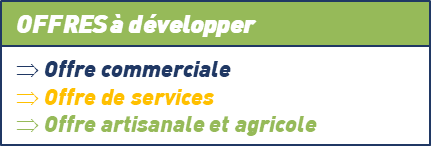 OFFRES à développer
⇒ Offre commerciale
⇒ Offre de services
⇒ Offre artisanale et agricole